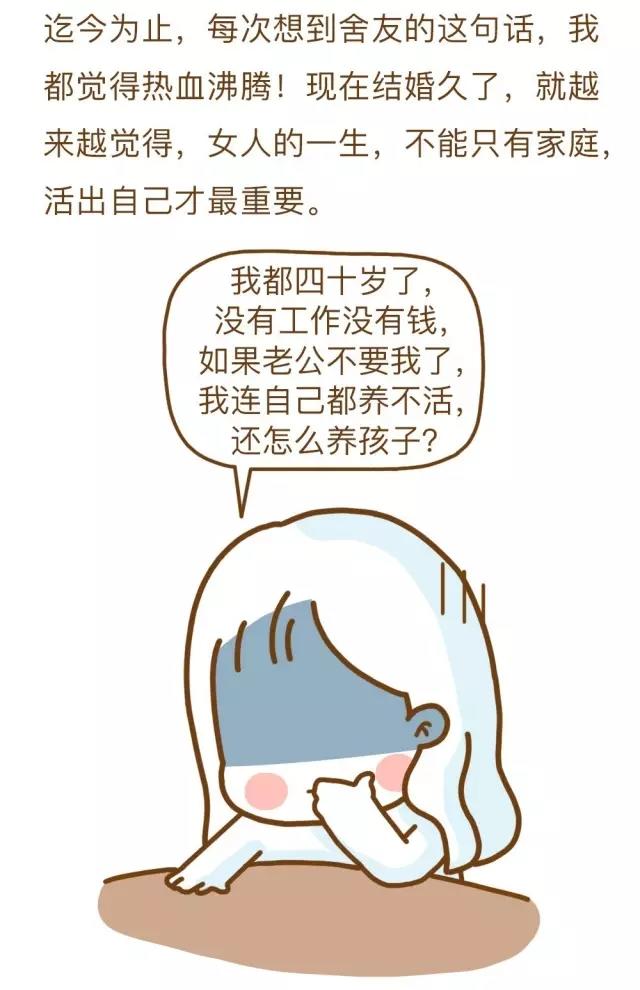 迄今为止，每次想到舍友的这句话，我
都觉得热血沸腾！现在结婚久了，就越
来越觉得，女人的一生，不能只有家庭，
活出自己才最重要。
我都四十岁了，
没有工作没有钱，
如果老公不要我了，
我连自己都养不活，
还怎么养孩子？